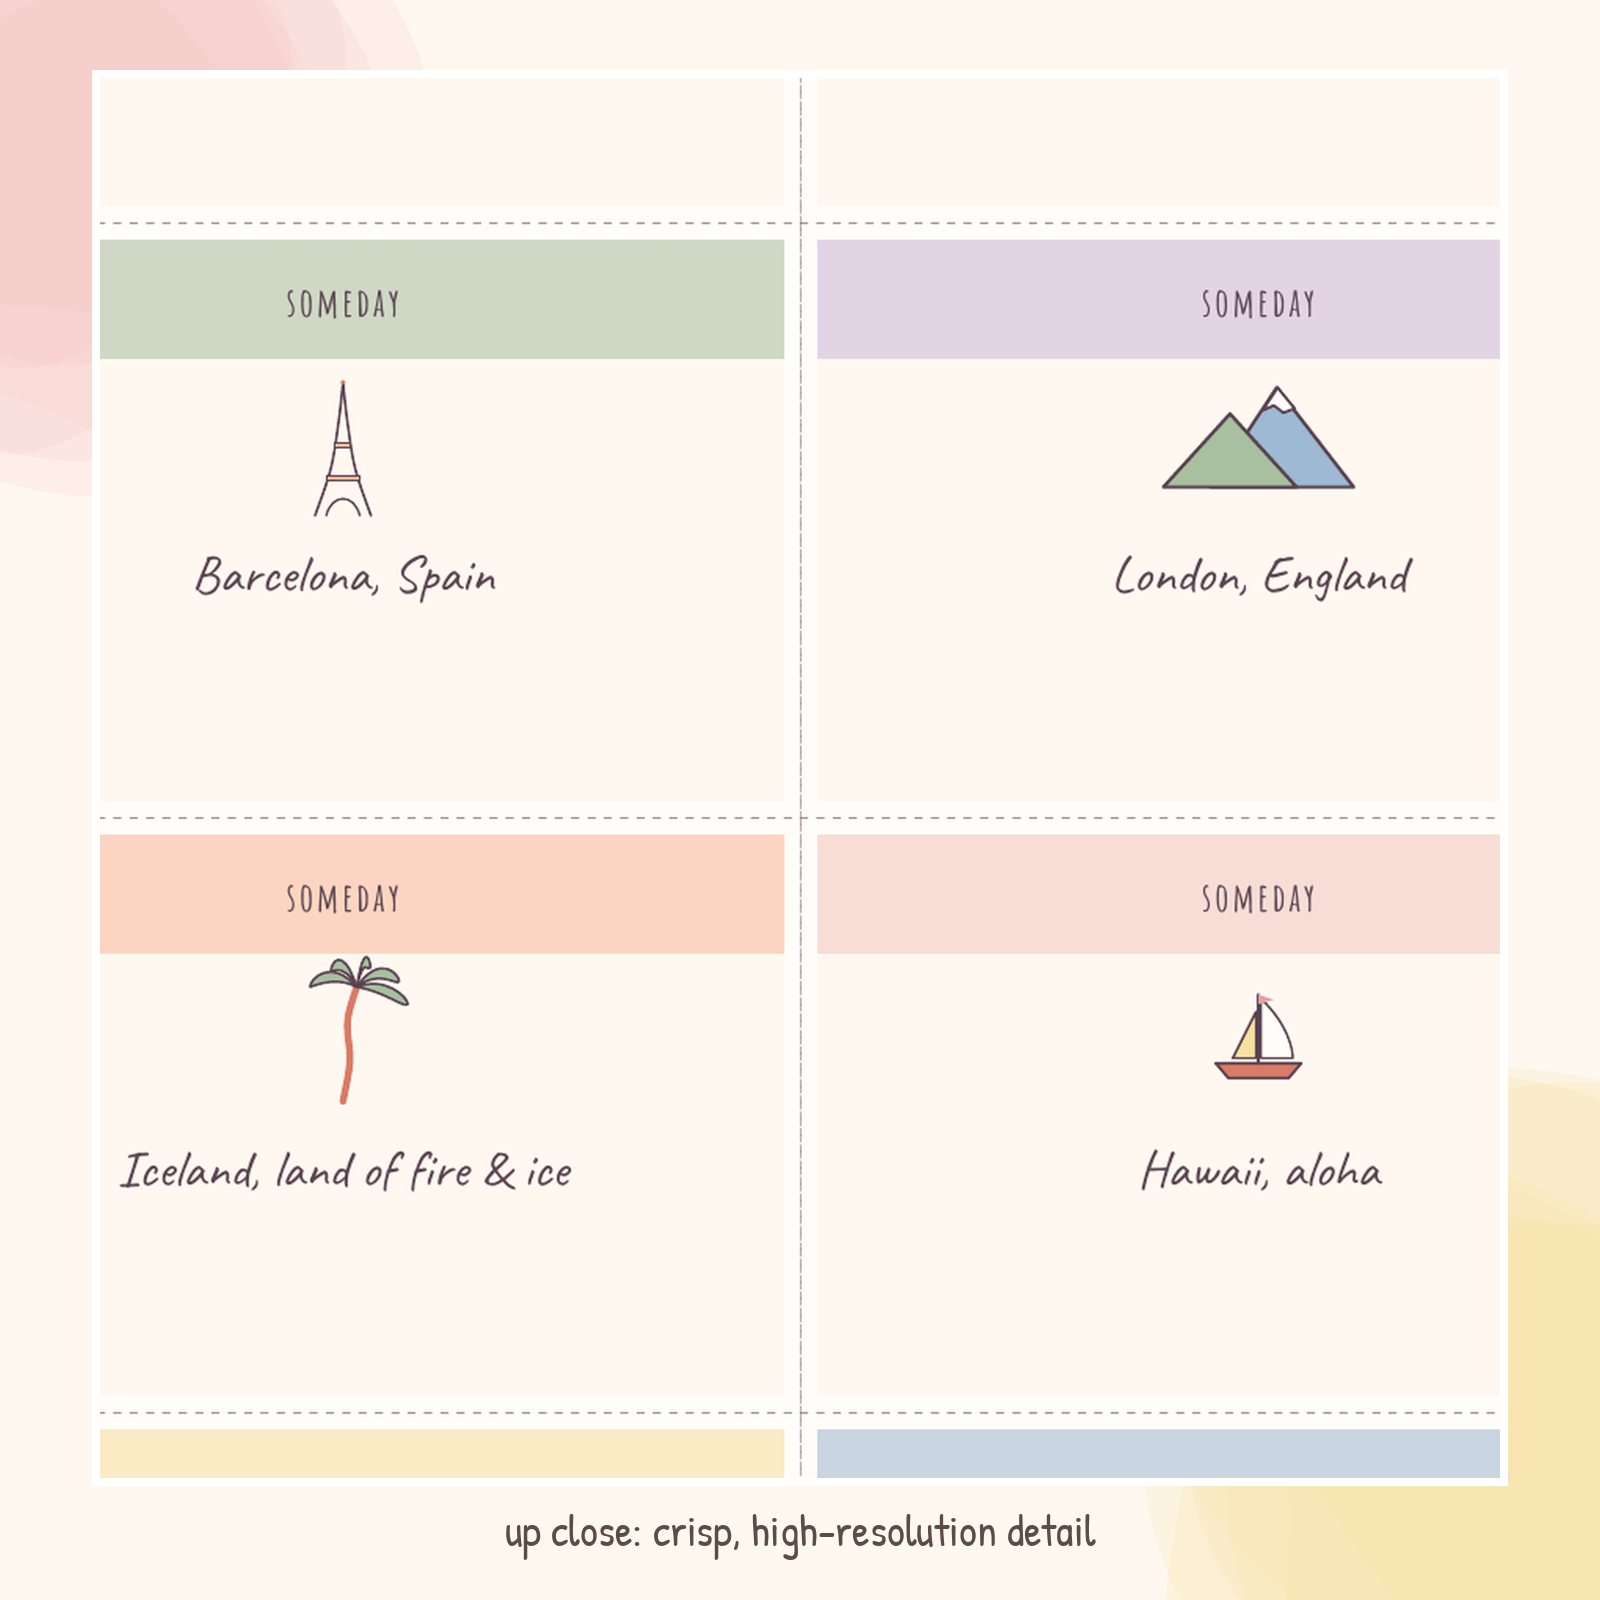 SOMEDAY
SOMEDAY
Barcelona, Spain
London, England
SOMEDAY
SOMEDAY
Iceland, land of fire & ice
Hawaii, aloha
up close: crisp, high-resolution detail